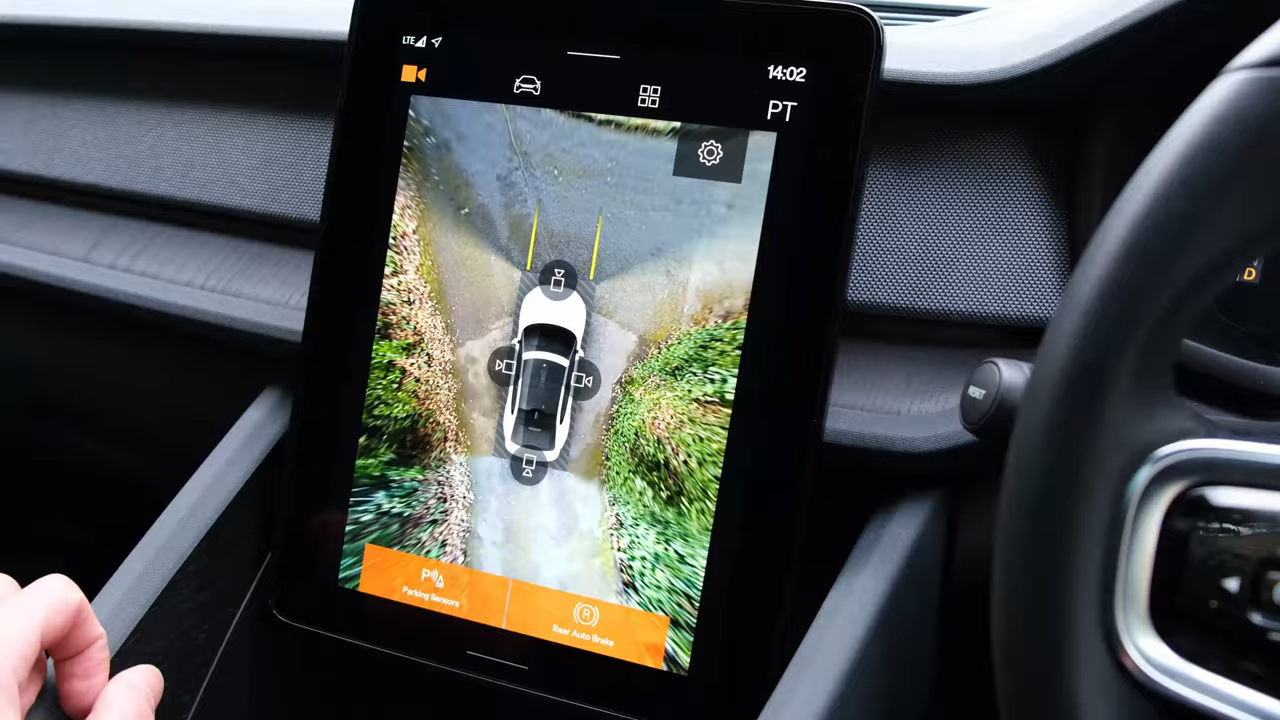 LTE
14:02
PT
D
RESET
P
Parking Sensors
R
Rear Auto Brake